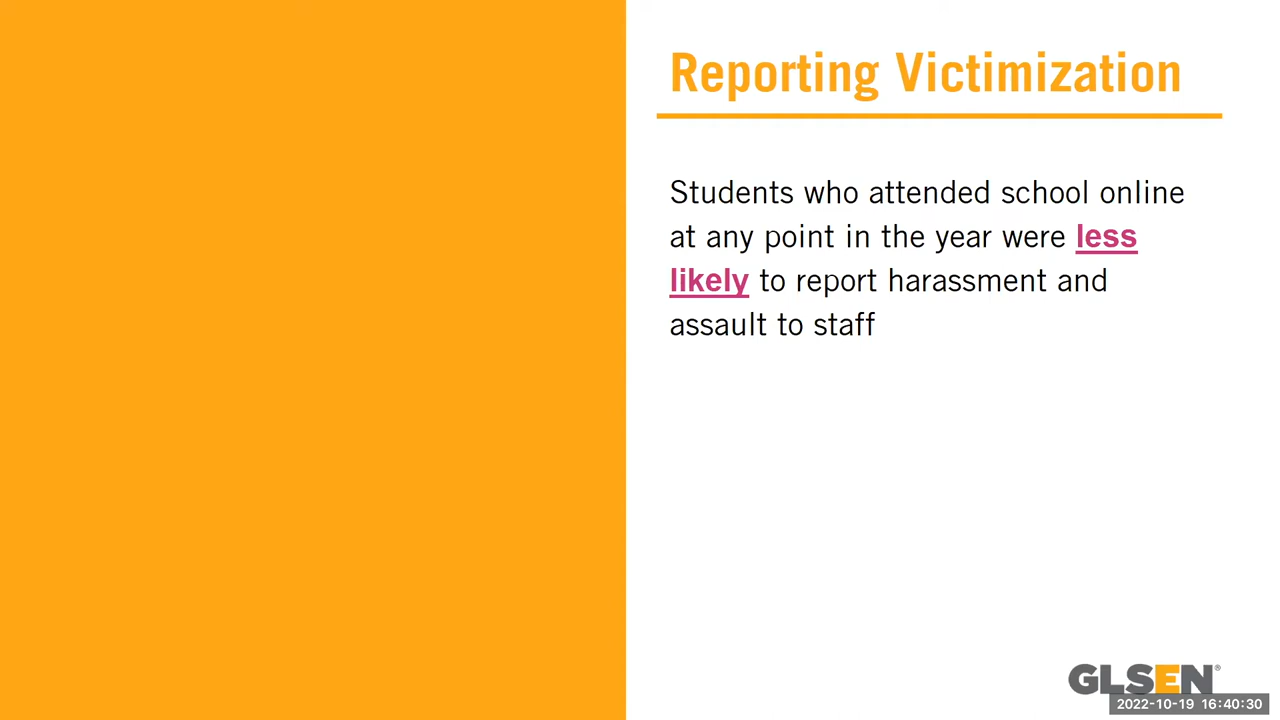 Reporting Victimization
Students who attended school online
at any point in the year were less
likely to report harassment and
assault to staff
GLSEN®
2022-10-19 16:40:30